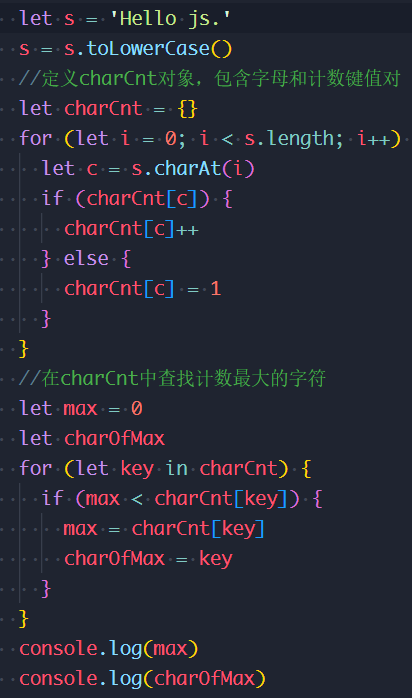 let s = 'Hello js.'
s = s.toLowerCase()
//定义charCnt对象，包含字母和计数键值对
let charCnt = {}
for (let i = 0; i < s.length; i++)
  let c = s.charAt(i)
  if (charCnt[c]) {
    charCnt[c]++
  } else {
    charCnt[c] = 1
  }
}
//在charCnt中查找计数最大的字符
let max = 0
let charOfMax
for (let key in charCnt) {
  if (max < charCnt[key]) {
    max = charCnt[key]
    charOfMax = key
  }
}
console.log(max)
console.log(charOfMax)